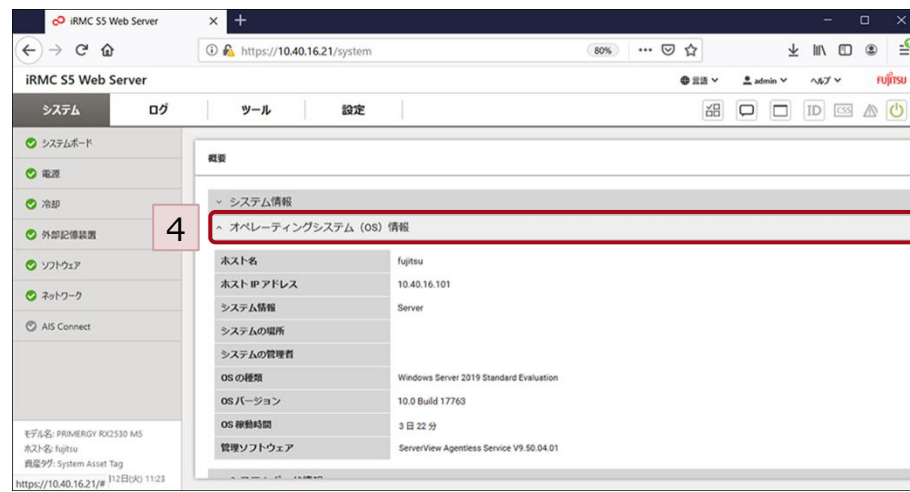 iRMC S5 Web Server
https://10.40.16.21/system
80%
iRMC S5 Web Server
言語
admin
ヘルプ
FUJITSU
システム
ログ
ツール
設定
ID
CSS
システムボード
電源
冷却
外部記憶装置
ソフトウェア
ネットワーク
AIS Connect
概要
システム情報
4
オペレーティングシステム（OS）情報
ホスト名 fujitsu
ホスト IP アドレス 10.40.16.101
システム情報 Server
システムの場所
システムの管理者
OS の種類 Windows Server 2019 Standard Evaluation
OS バージョン 10.0 Build 17763
OS 稼動時間 3 日 22 分
管理ソフトウェア ServerView Agentless Service V9.50.04.01
モデル名: PRIMERGY RX2530 M5
ホスト名: fujitsu
資産タグ: System Asset Tag
12日(火) 11:23
https://10.40.16.21/#